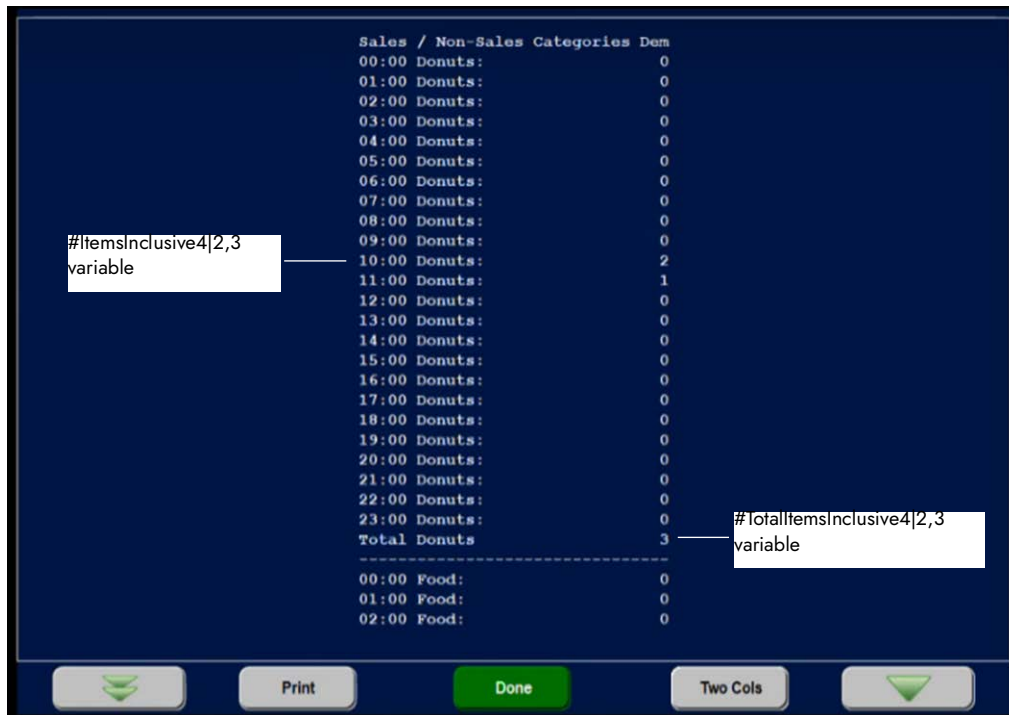 Sales / Non-Sales Categories Dem
00:00 Donuts: 0
01:00 Donuts: 0
02:00 Donuts: 0
03:00 Donuts: 0
04:00 Donuts: 0
05:00 Donuts: 0
06:00 Donuts: 0
07:00 Donuts: 0
08:00 Donuts: 0
09:00 Donuts: 0
#ItemsInclusive4|2,3
variable
10:00 Donuts: 2
11:00 Donuts: 1
12:00 Donuts: 0
13:00 Donuts: 0
14:00 Donuts: 0
15:00 Donuts: 0
16:00 Donuts: 0
17:00 Donuts: 0
18:00 Donuts: 0
19:00 Donuts: 0
20:00 Donuts: 0
21:00 Donuts: 0
22:00 Donuts: 0
23:00 Donuts: 0
Total Donuts 3
#TotalItemsInclusive4|2,3
variable
--------------------------------
00:00 Food: 0
01:00 Food: 0
02:00 Food: 0
Print
Done
Two Cols